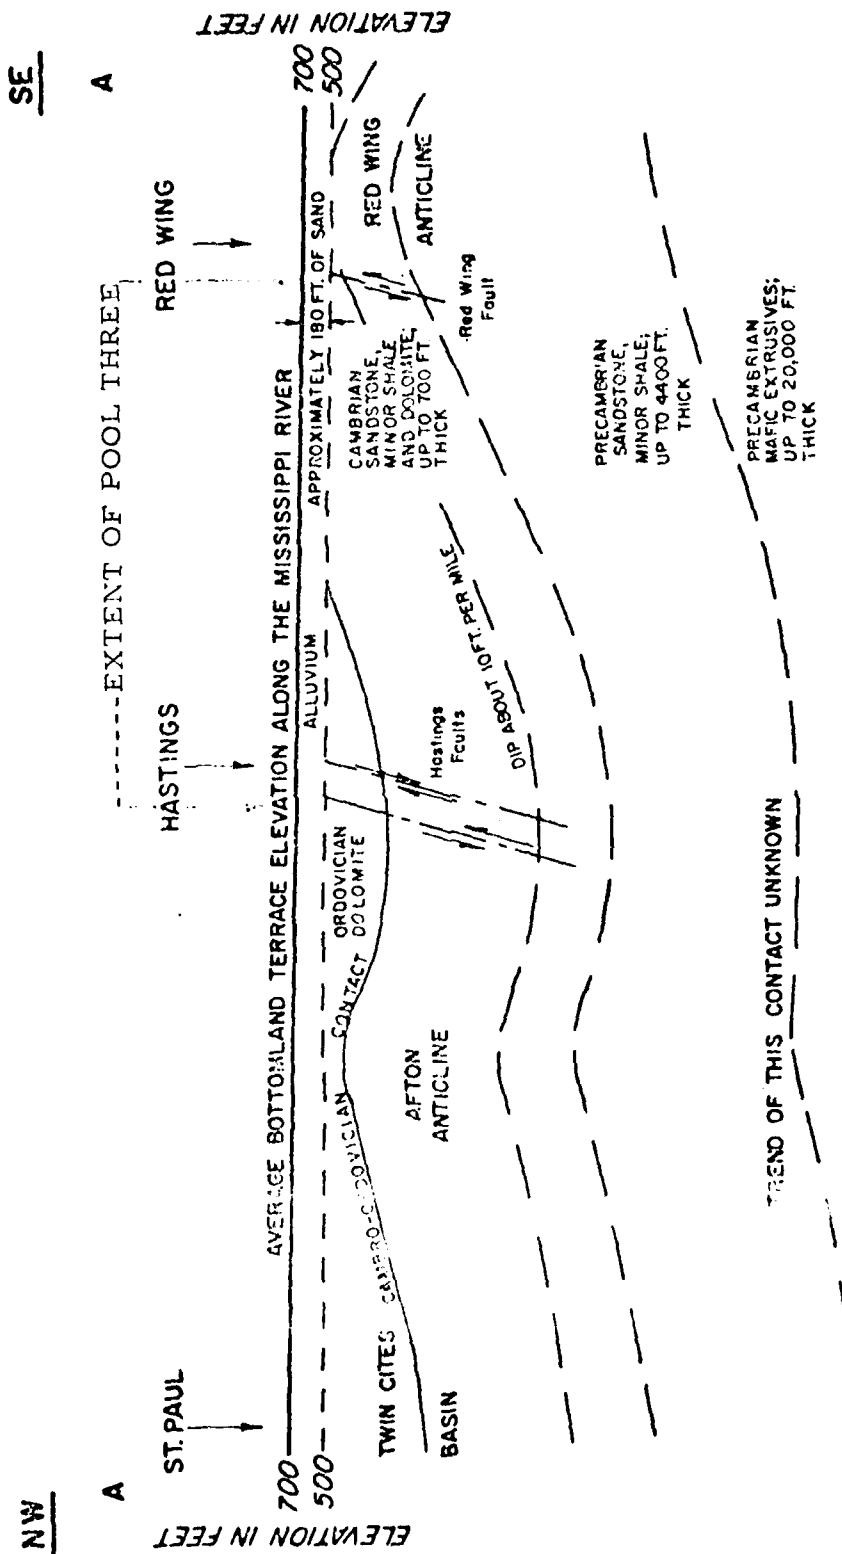 NW
SE
A
A
EXTENT OF POOL THREE
ST. PAUL
HASTINGS
RED WING
AVERAGE BOTTOMLAND TERRACE ELEVATION ALONG THE MISSISSIPPI RIVER
700
700
500
500
ELEVATION IN FEET
ELEVATION IN FEET
ALLUVIUM
APPROXIMATELY 180 FT. OF SAND
TWIN CITES
BASIN
CAMBRO-ORDOVICIAN CONTACT
ORDOVICIAN
DOLOMITE
AFTON
ANTICLINE
Hastings
Faults
DIP ABOUT 10 FT. PER MILE
CAMBRIAN
SANDSTONE,
MINOR SHALE
AND DOLOMITE;
UP TO 700 FT.
THICK
Red Wing
Fault
RED WING
ANTICLINE
PRECAMBRIAN
SANDSTONE,
MINOR SHALE;
UP TO 4400 FT.
THICK
TREND OF THIS CONTACT UNKNOWN
PRECAMBRIAN
MAFIC EXTRUSIVES;
UP TO 20,000 FT.
THICK